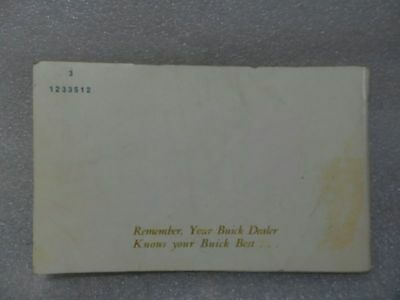 3
1233512
Remember, Your Buick Dealer
Knows your Buick Best . . .